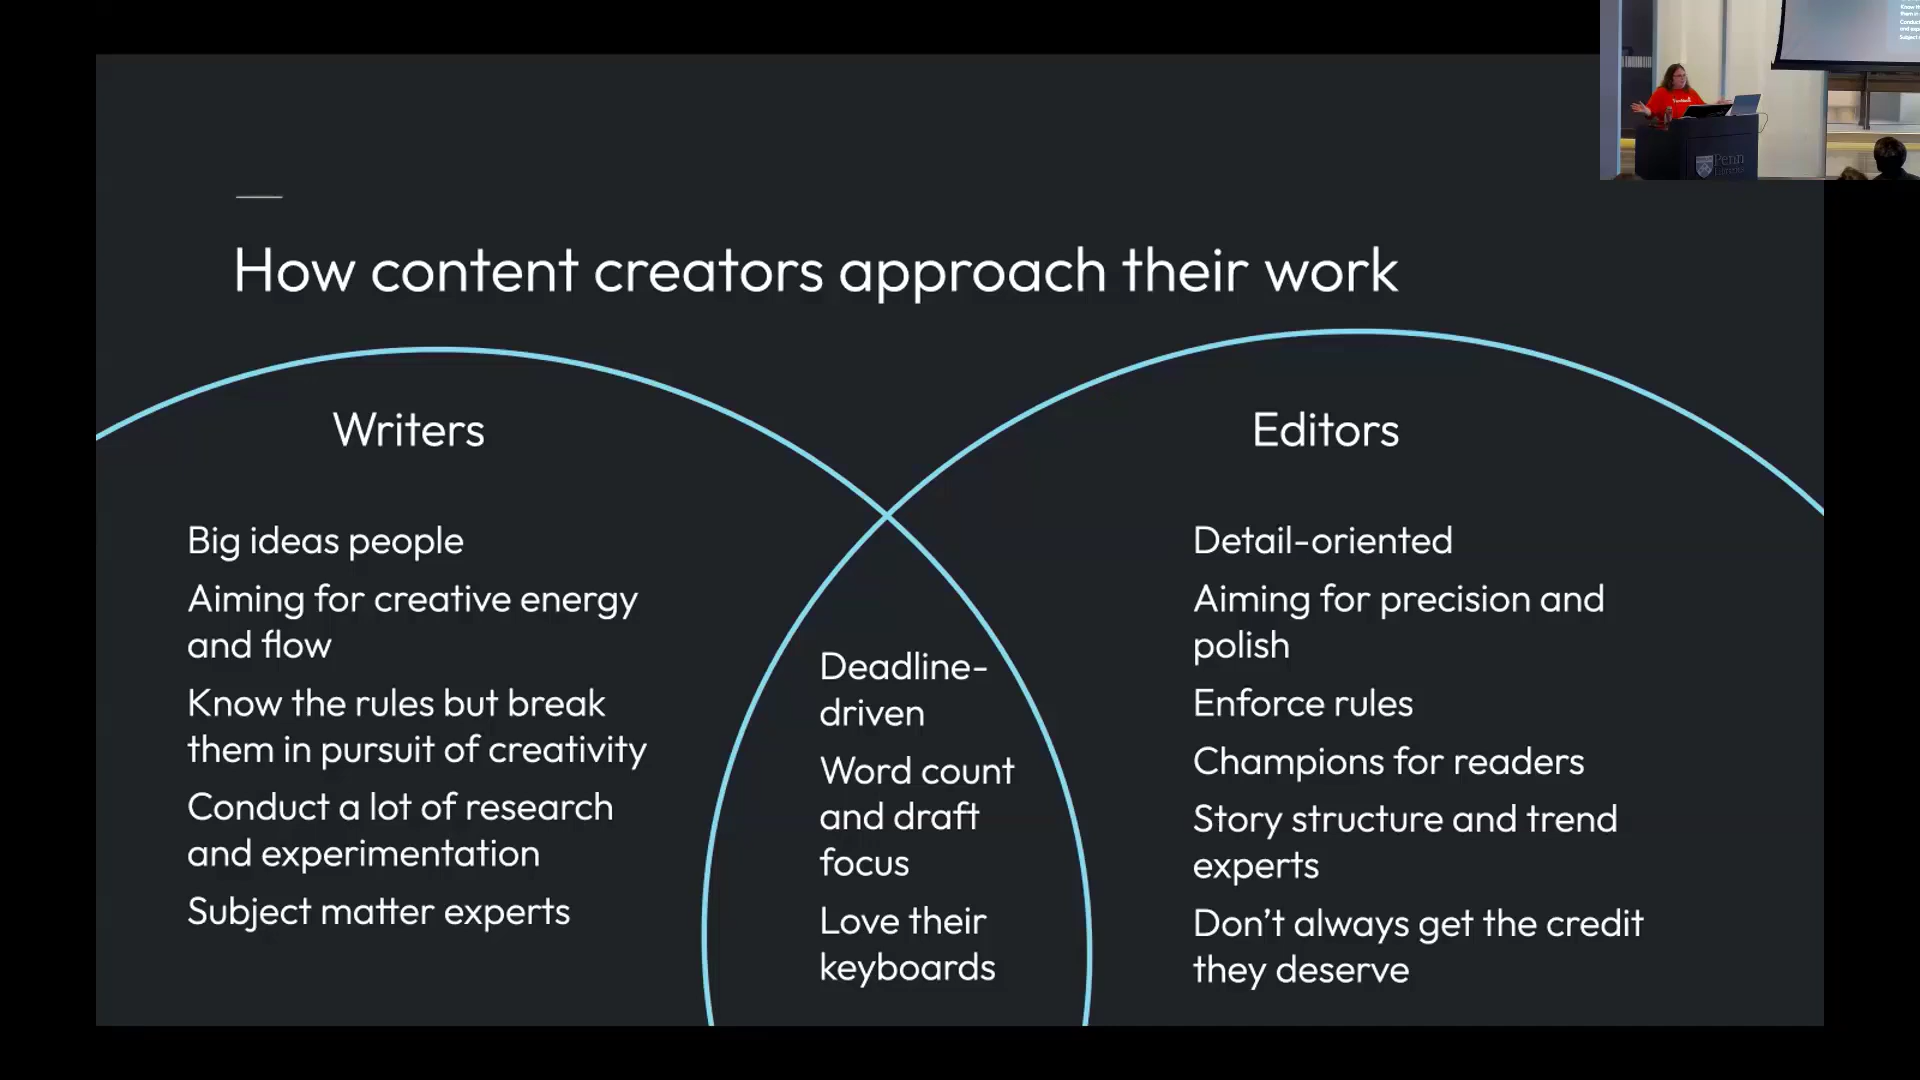 How content creators approach their work
Writers
Big ideas people
Aiming for creative energy
and flow
Know the rules but break
them in pursuit of creativity
Conduct a lot of research
and experimentation
Subject matter experts
Deadline-
driven
Word count
and draft
focus
Love their
keyboards
Editors
Detail-oriented
Aiming for precision and
polish
Enforce rules
Champions for readers
Story structure and trend
experts
Don't always get the credit
they deserve
Penn